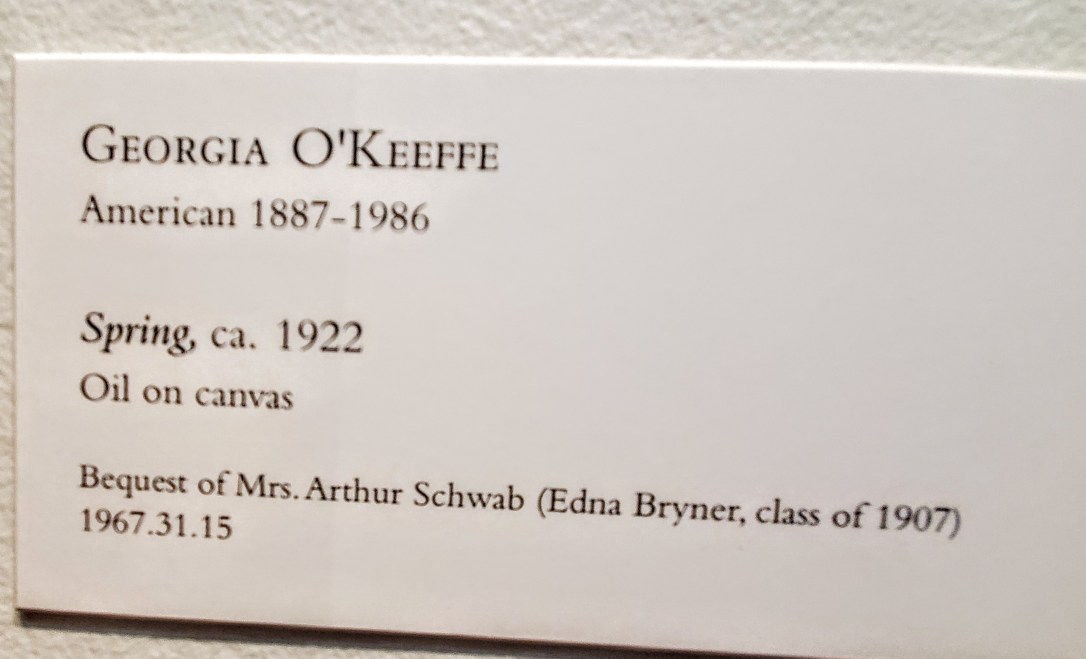 GEORGIA O'KEEFFE
American 1887–1986
Spring, ca. 1922
Oil on canvas
Bequest of Mrs. Arthur Schwab (Edna Bryner, class of 1907)
1967.31.15